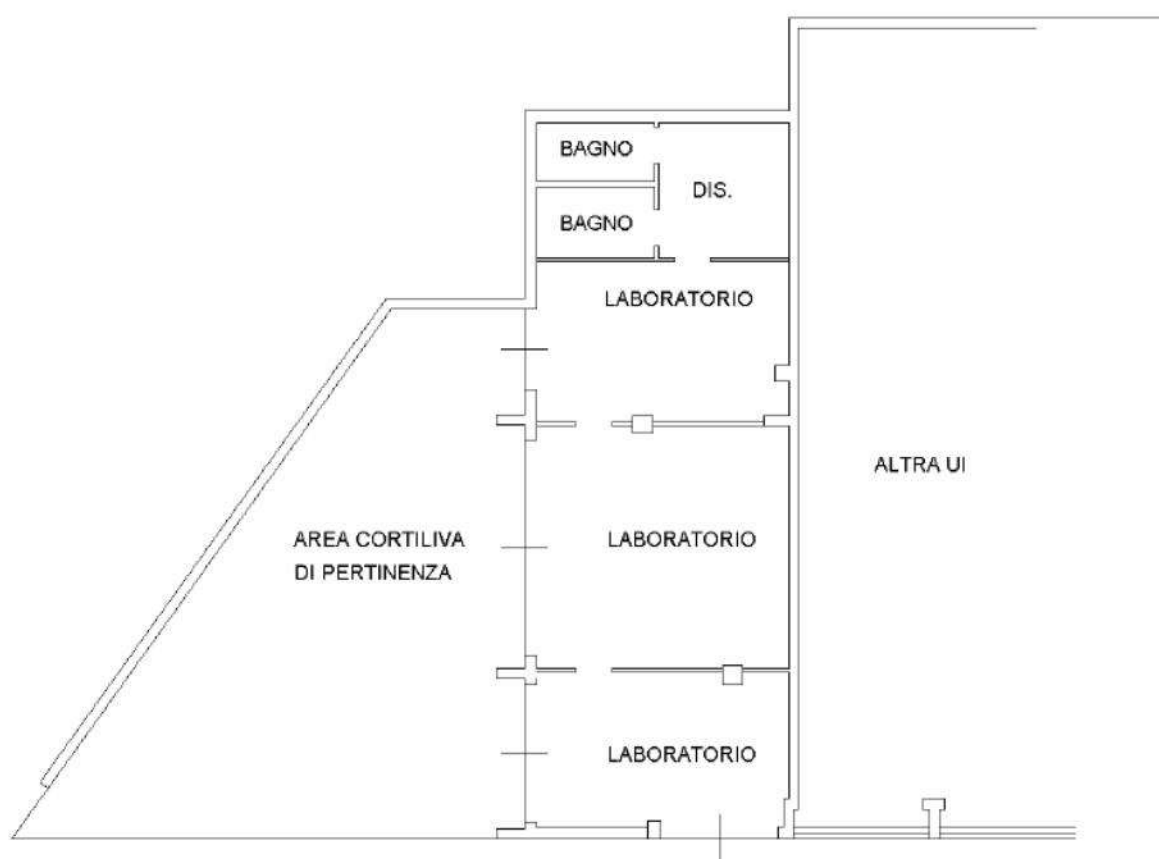 BAGNO
DIS.
BAGNO
LABORATORIO
ALTRA UI
AREA CORTILIVA
DI PERTINENZA
LABORATORIO
LABORATORIO